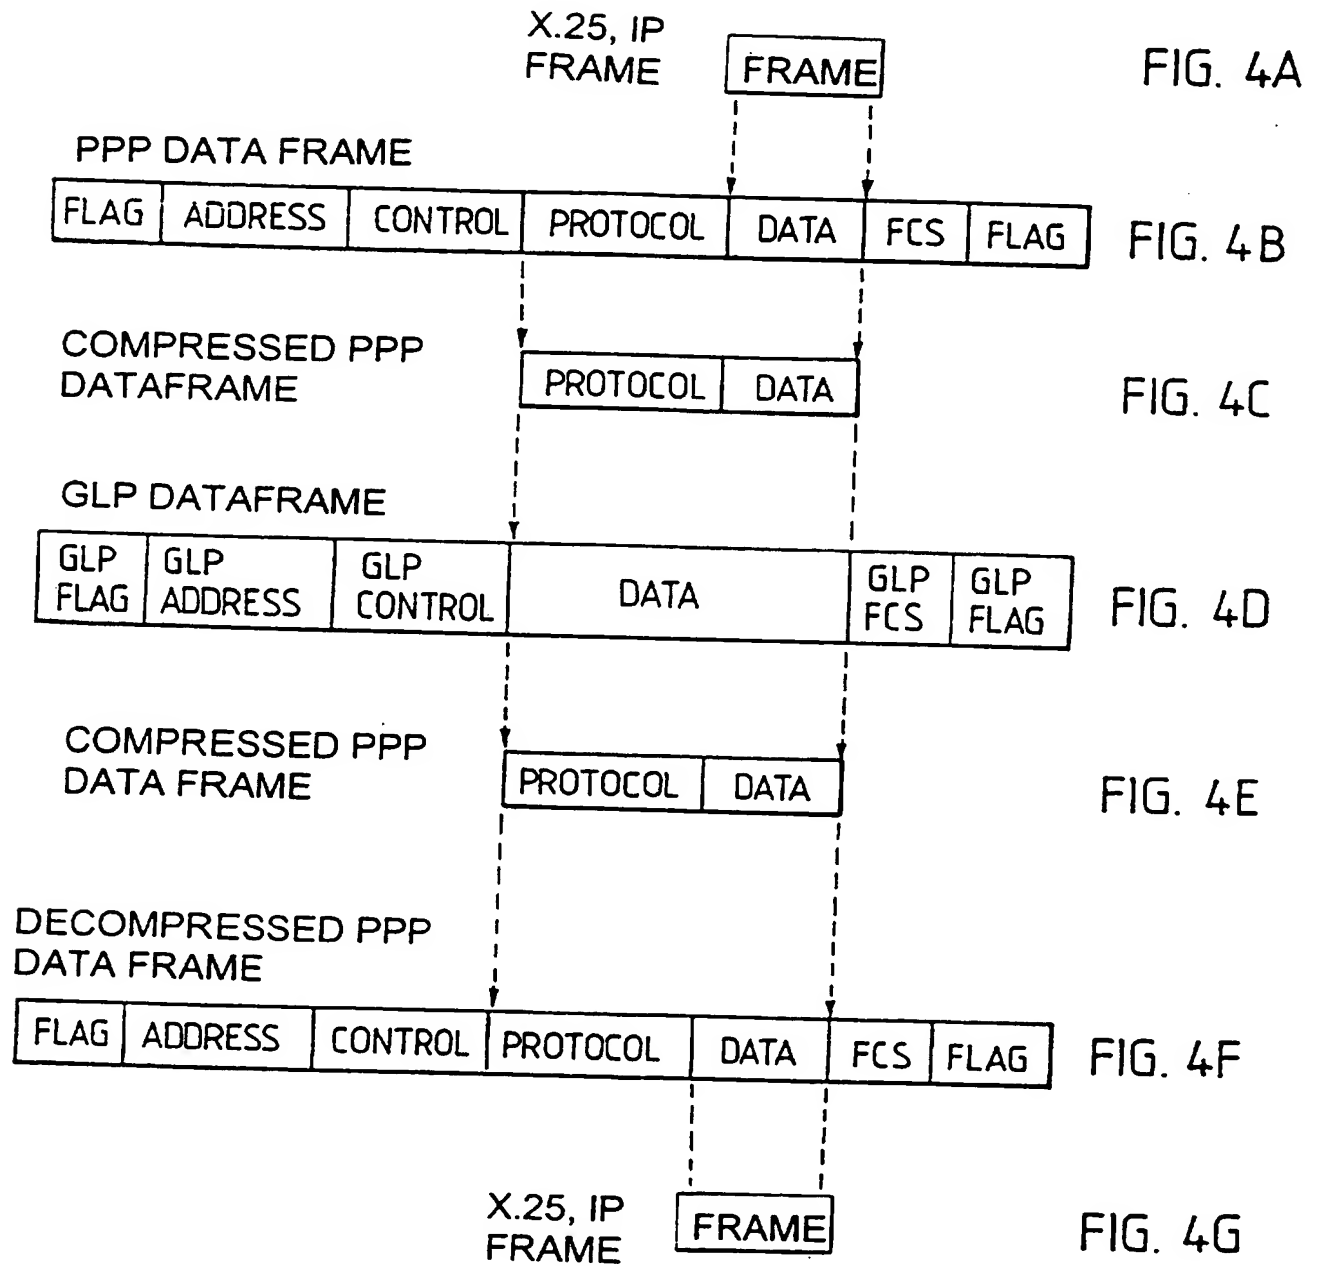 X.25, IP
FRAME
FRAME
FIG. 4A
PPP DATA FRAME
FLAG ADDRESS CONTROL PROTOCOL DATA FCS FLAG
FIG. 4B
COMPRESSED PPP
DATAFRAME
PROTOCOL DATA
FIG. 4C
GLP DATAFRAME
GLP FLAG
GLP ADDRESS
GLP CONTROL
DATA
GLP FCS
GLP FLAG
FIG. 4D
COMPRESSED PPP
DATA FRAME
PROTOCOL DATA
FIG. 4E
DECOMPRESSED PPP
DATA FRAME
FLAG ADDRESS CONTROL PROTOCOL DATA FCS FLAG
FIG. 4F
X.25, IP
FRAME
FRAME
FIG. 4G